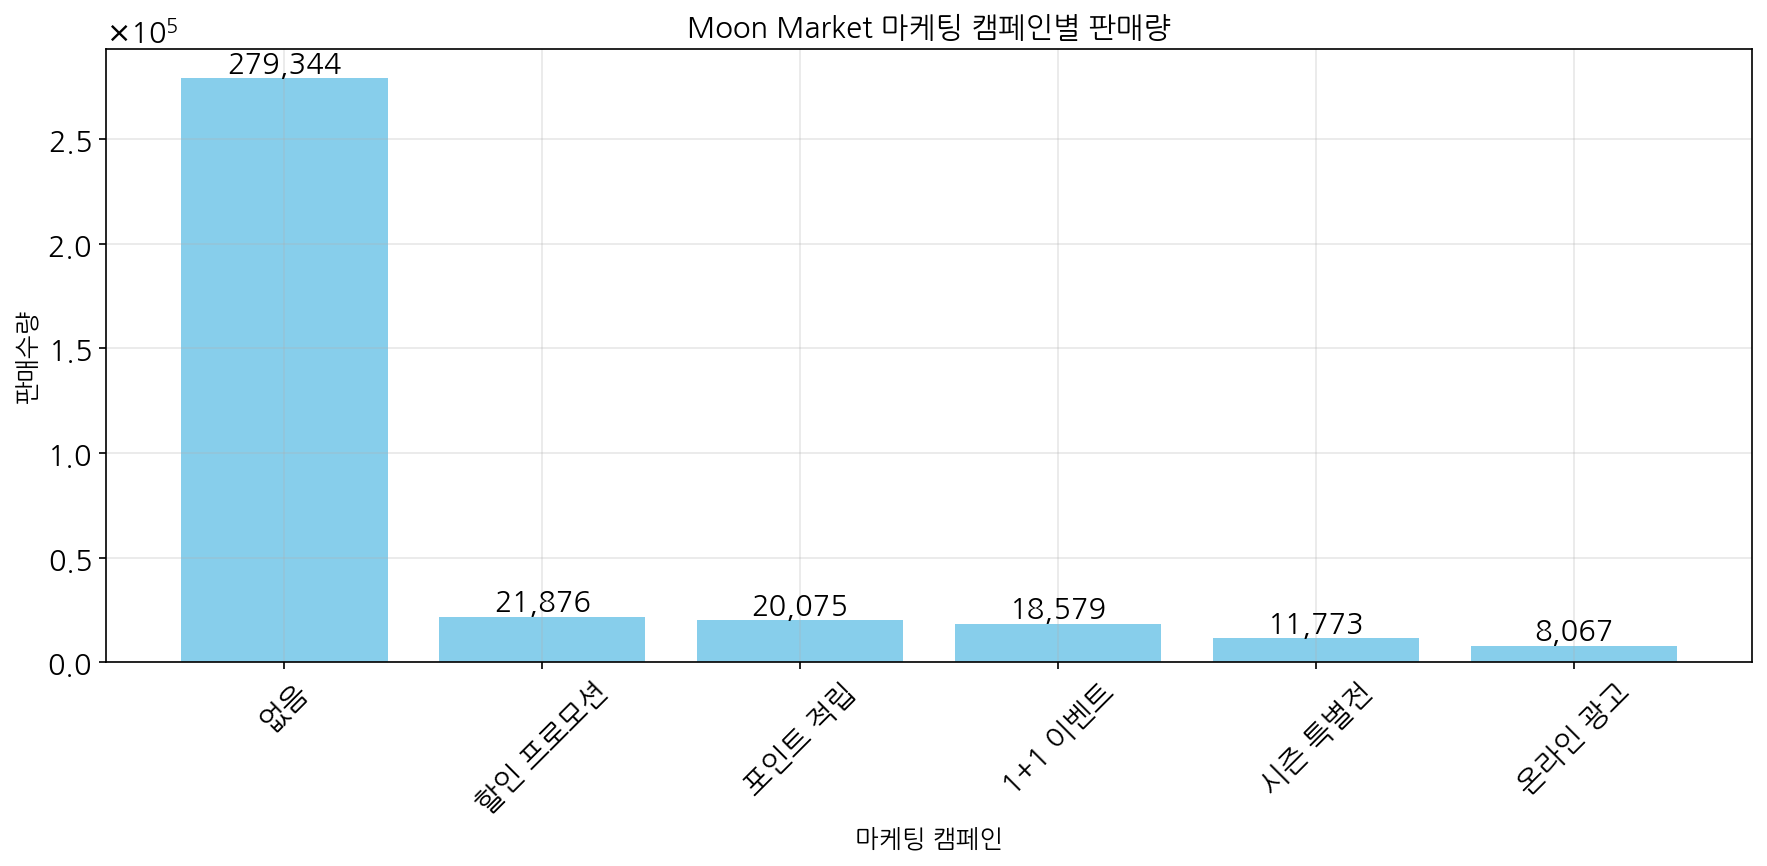 Moon Market 마케팅 캠페인별 판매량
×10⁵
2.5
2.0
1.5
1.0
0.5
0.0
판매수량
279,344
21,876
20,075
18,579
11,773
8,067
없음
할인 프로모션
포인트 적립
1+1 이벤트
시즌 특별전
온라인 광고
마케팅 캠페인